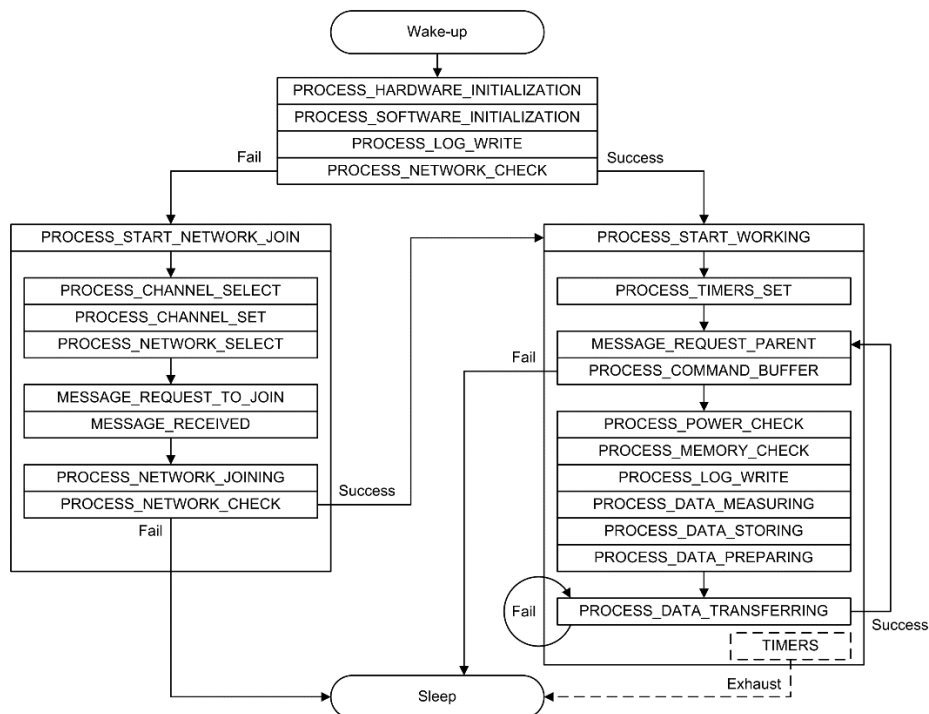 Wake-up
PROCESS_HARDWARE_INITIALIZATION
PROCESS_SOFTWARE_INITIALIZATION
PROCESS_LOG_WRITE
PROCESS_NETWORK_CHECK
Fail
Success
PROCESS_START_NETWORK_JOIN
PROCESS_CHANNEL_SELECT
PROCESS_CHANNEL_SET
PROCESS_NETWORK_SELECT
MESSAGE_REQUEST_TO_JOIN
MESSAGE_RECEIVED
PROCESS_NETWORK_JOINING
PROCESS_NETWORK_CHECK
Success
Fail
PROCESS_START_WORKING
PROCESS_TIMERS_SET
MESSAGE_REQUEST_PARENT
PROCESS_COMMAND_BUFFER
Fail
PROCESS_POWER_CHECK
PROCESS_MEMORY_CHECK
PROCESS_LOG_WRITE
PROCESS_DATA_MEASURING
PROCESS_DATA_STORING
PROCESS_DATA_PREPARING
Fail
PROCESS_DATA_TRANSFERRING
Success
TIMERS
Exhaust
Sleep